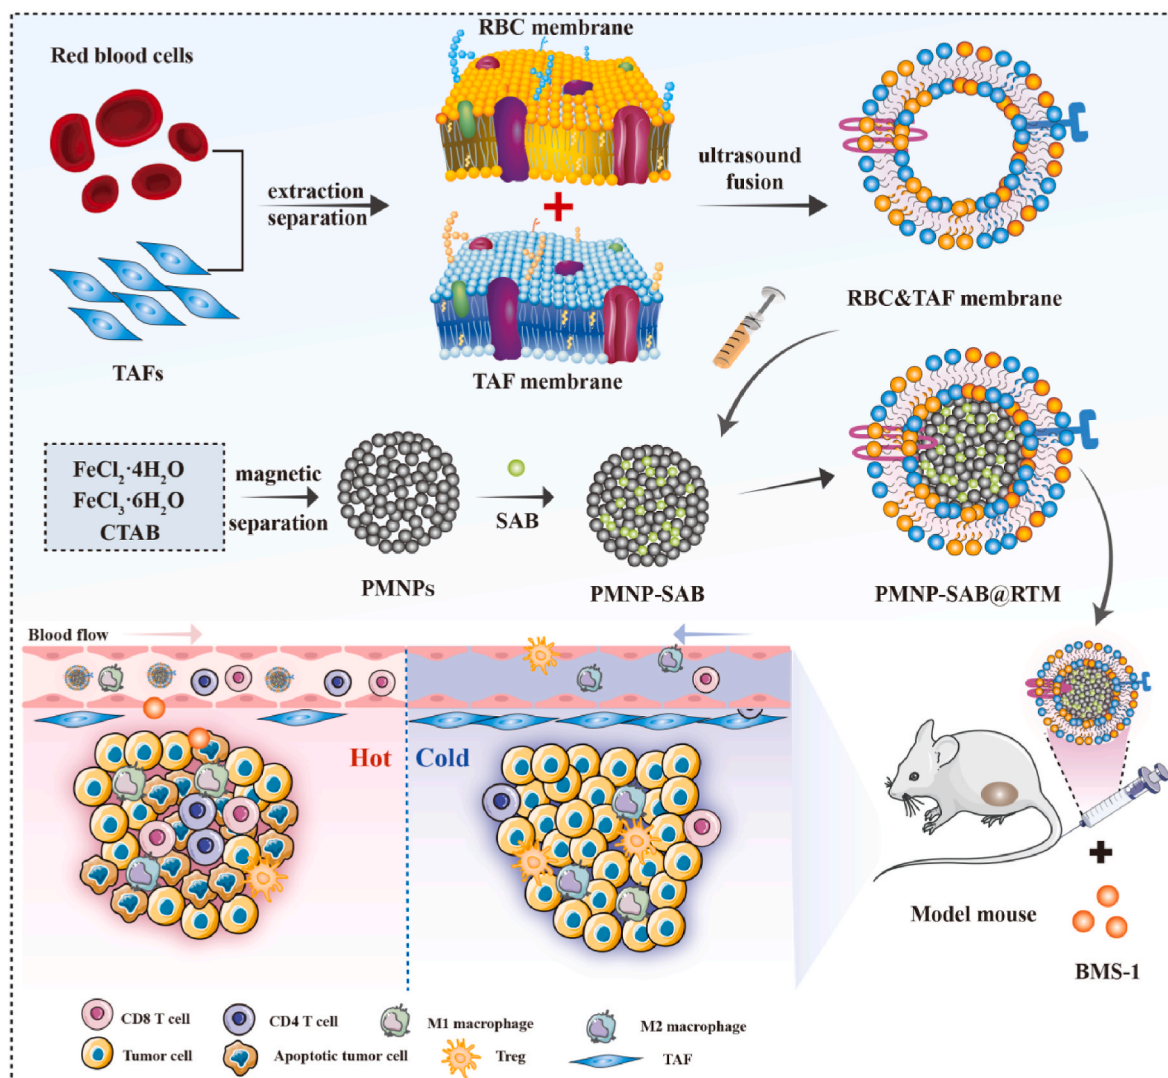 Red blood cells
RBC membrane
extraction
separation
ultrasound
fusion
TAFs
TAF membrane
RBC&TAF membrane
FeCl₂·4H₂O
FeCl₃·6H₂O
CTAB
magnetic
separation
SAB
PMNPs
PMNP-SAB
PMNP-SAB@RTM
Blood flow
Hot
Cold
Model mouse
BMS-1
CD8 T cell
CD4 T cell
M1 macrophage
M2 macrophage
Tumor cell
Apoptotic tumor cell
Treg
TAF